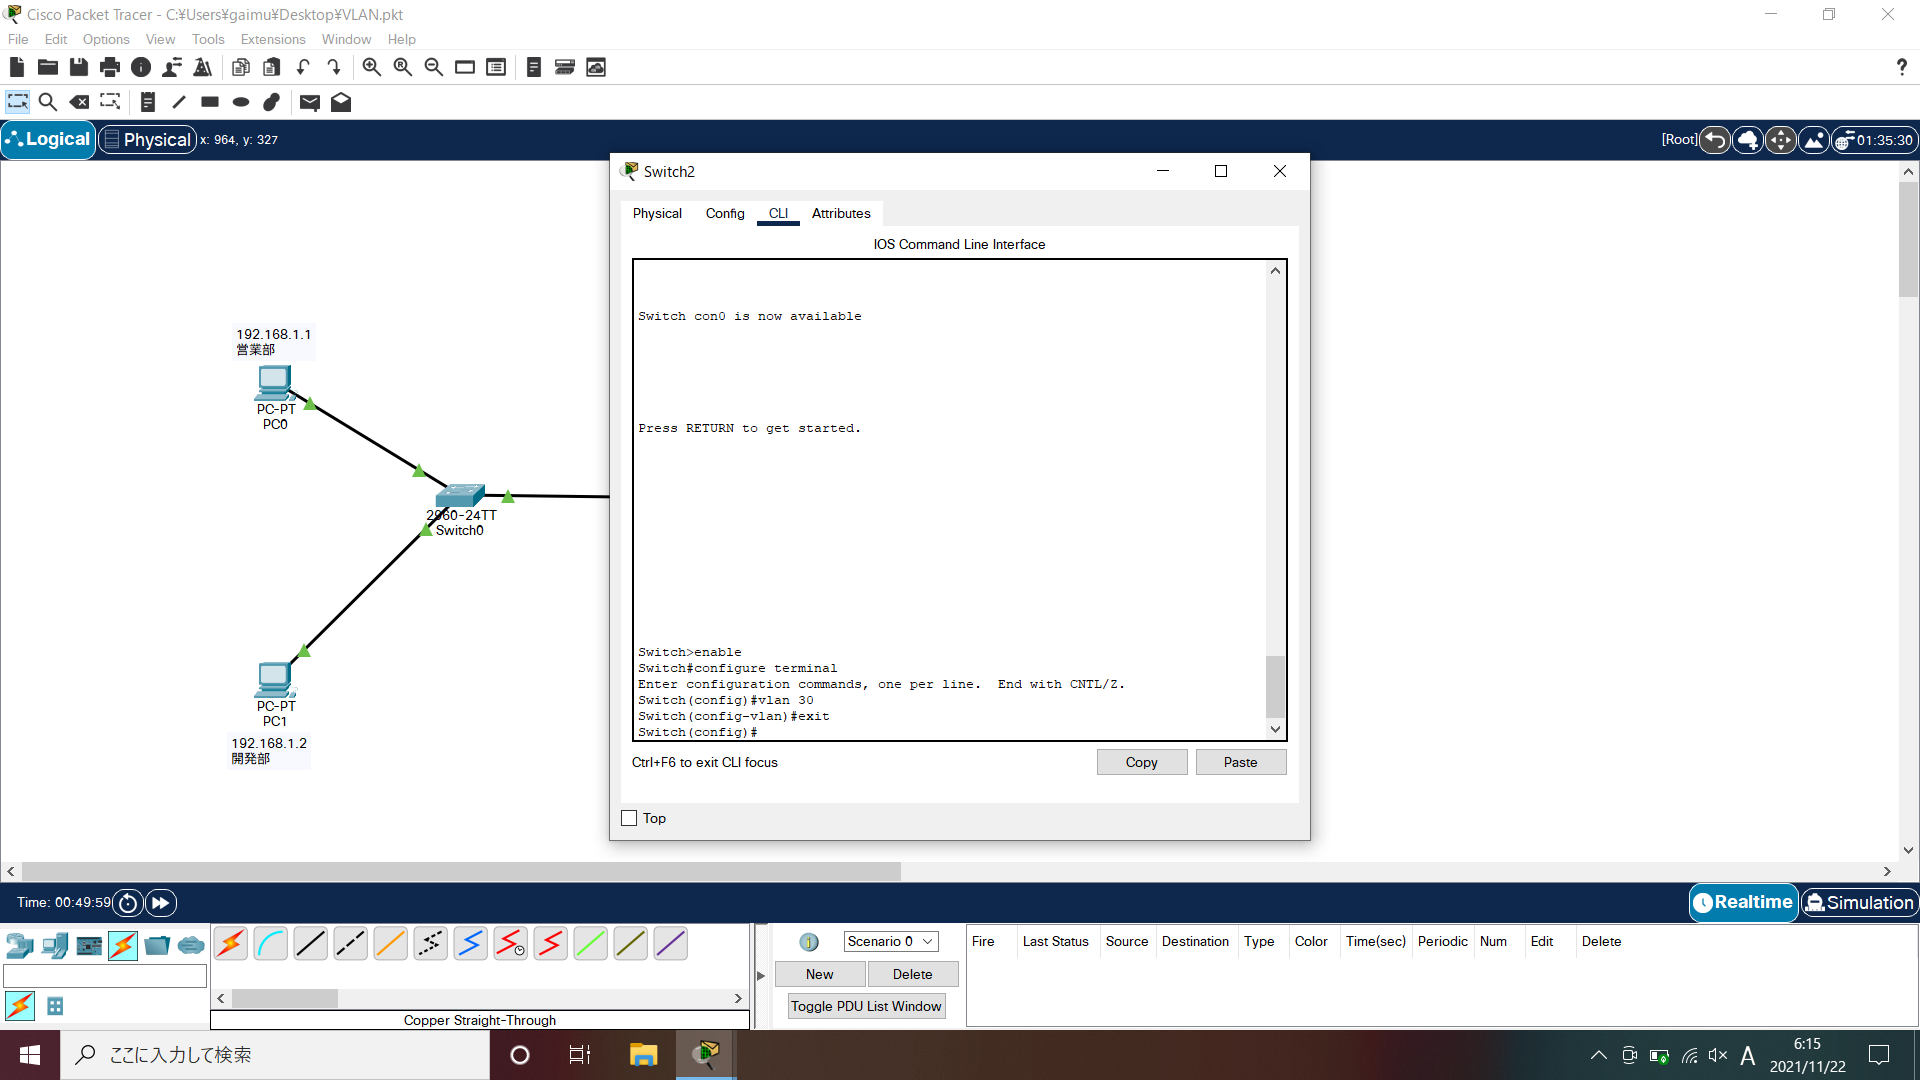 Cisco Packet Tracer - C:¥Users¥gaimu¥Desktop¥VLAN.pkt
File Edit Options View Tools Extensions Window Help
Logical Physical x: 964, y: 327 [Root] 01:35:30
Switch2
Physical Config CLI Attributes
IOS Command Line Interface
Switch con0 is now available
Press RETURN to get started.
Switch>enable
Switch#configure terminal
Enter configuration commands, one per line.  End with CNTL/Z.
Switch(config)#vlan 30
Switch(config-vlan)#exit
Switch(config)#
Ctrl+F6 to exit CLI focus
Copy Paste
Top
192.168.1.1
営業部
PC-PT
PC0
2960-24TT
Switch0
PC-PT
PC1
192.168.1.2
開発部
Time: 00:49:59 Realtime Simulation
Scenario 0
New Delete
Toggle PDU List Window
Fire Last Status Source Destination Type Color Time(sec) Periodic Num Edit Delete
Copper Straight-Through
ここに入力して検索
A
6:15
2021/11/22